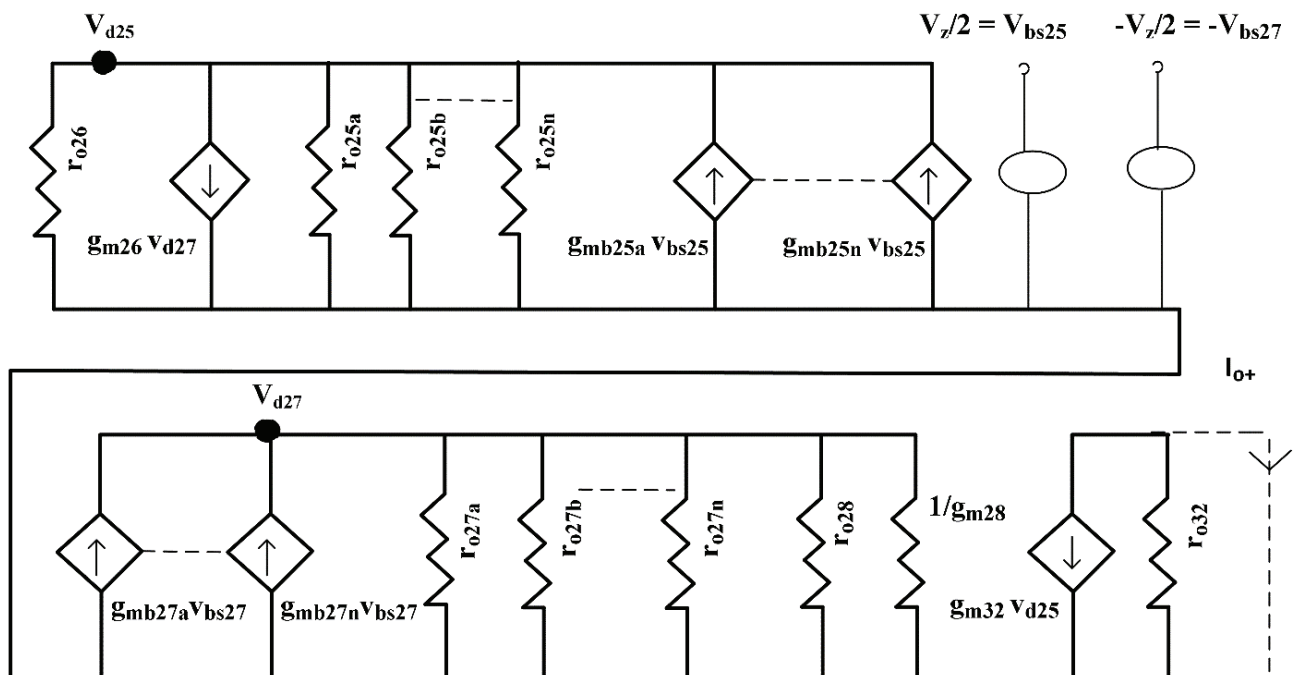 V_d25
V_z/2 = V_bs25
-V_z/2 = -V_bs27
r_o26
r_o25a
r_o25b
r_o25n
g_m26 v_d27
g_mb25a v_bs25
g_mb25n v_bs25
I_o+
V_d27
r_o27a
r_o27b
r_o27n
r_o28
1/g_m28
r_o32
g_mb27a v_bs27
g_mb27n v_bs27
g_m32 v_d25